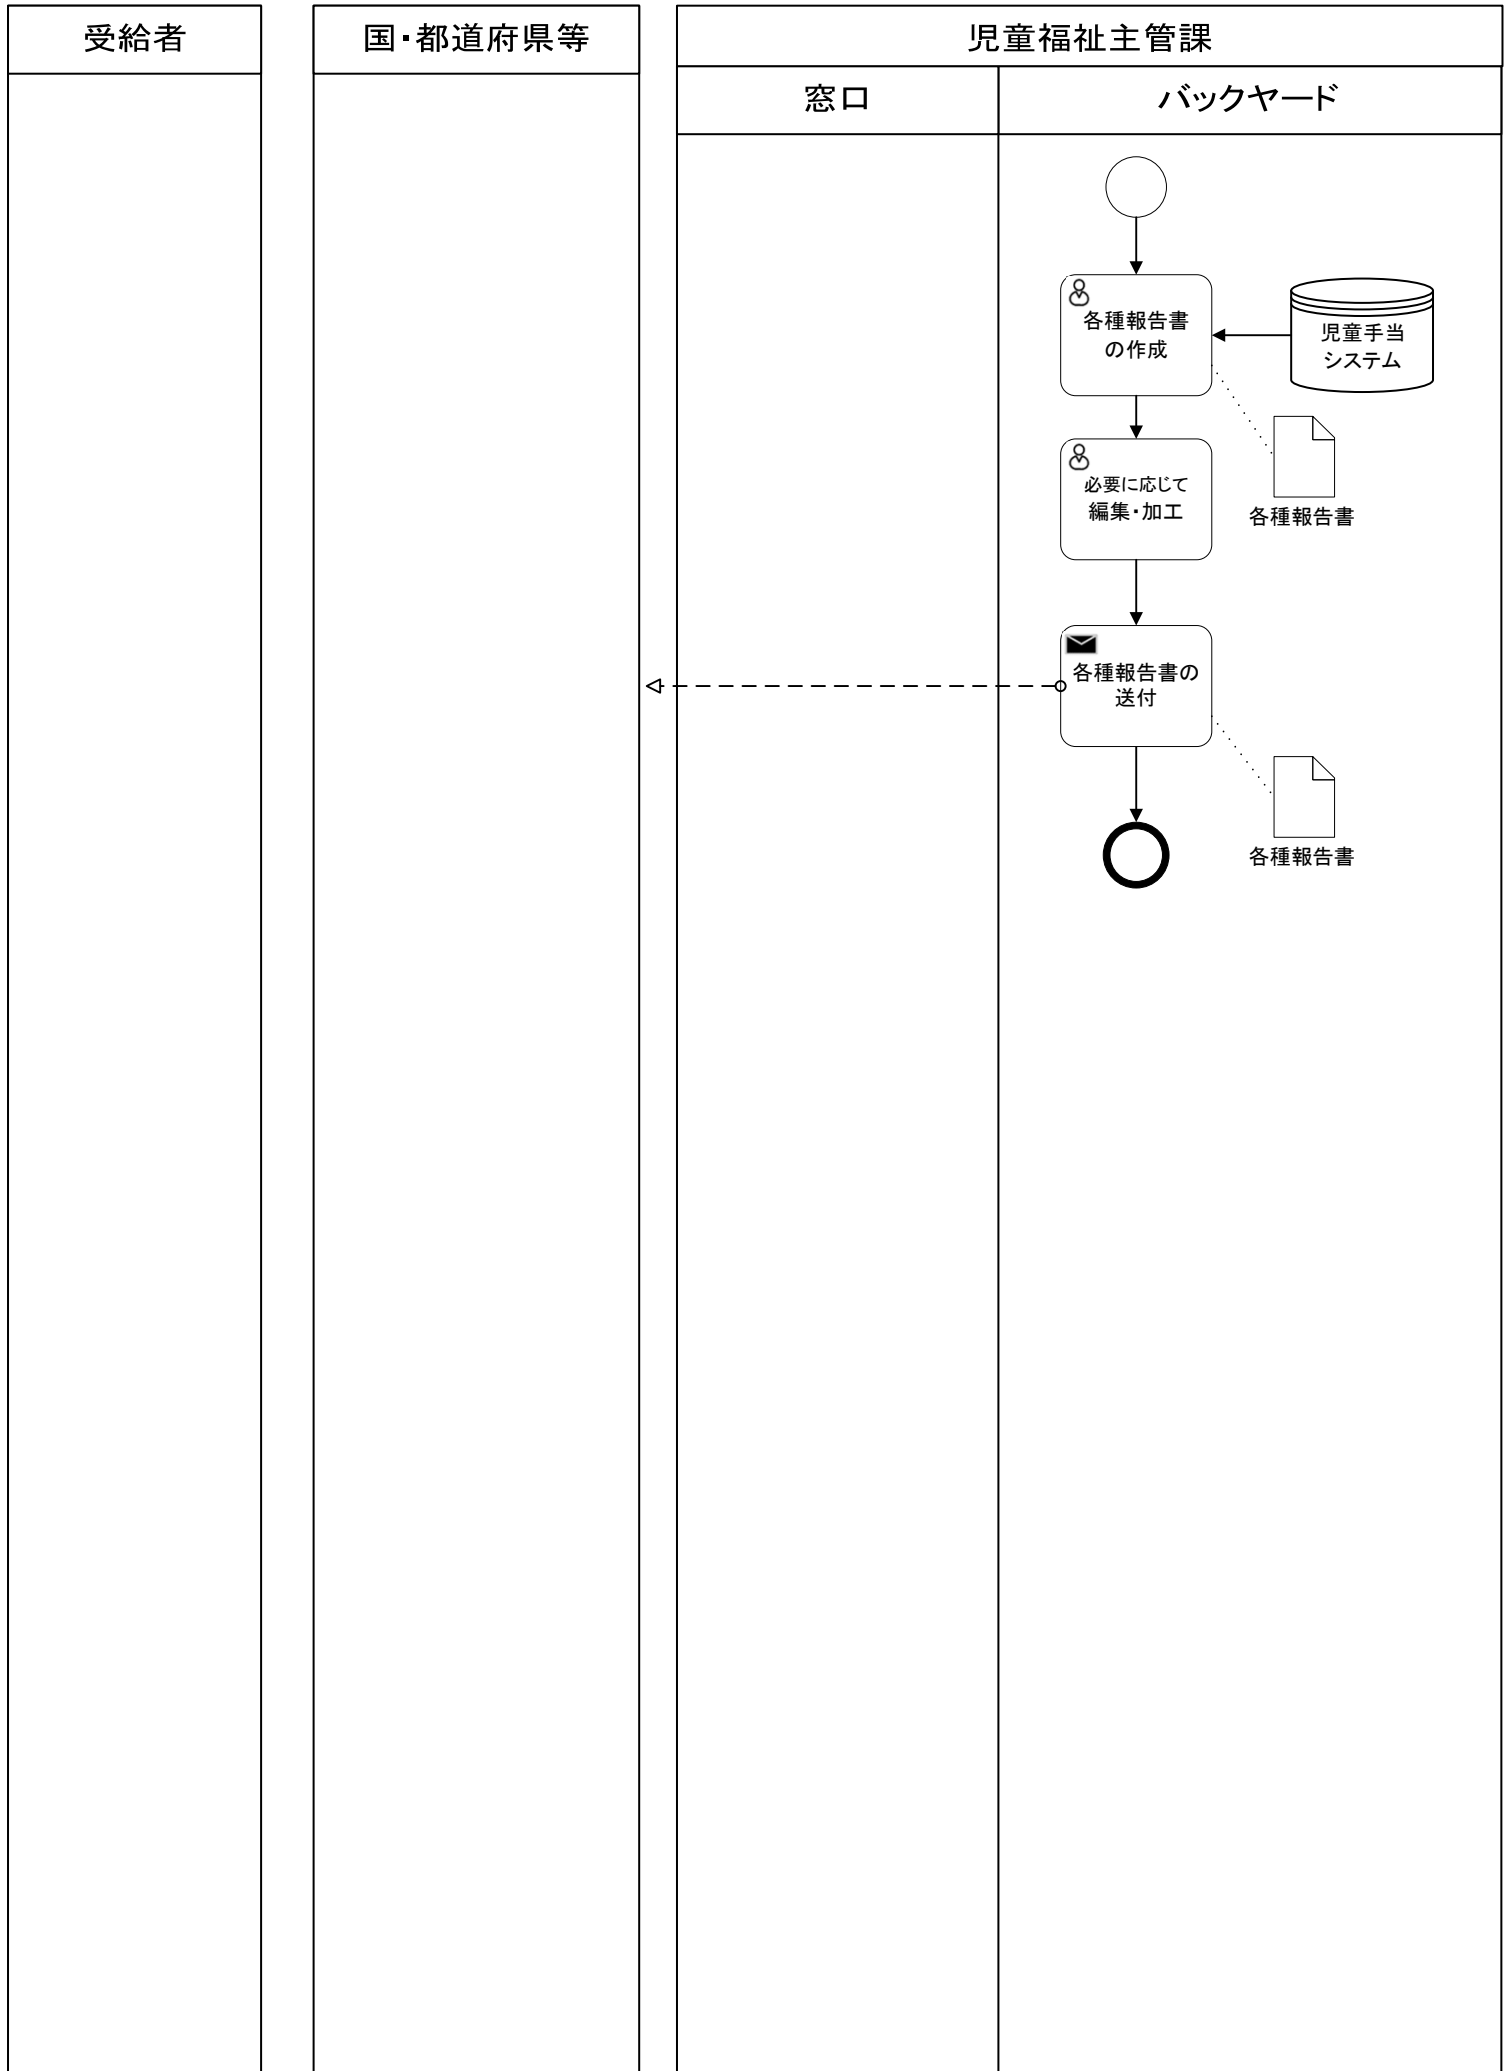 受給者
国・都道府県等
児童福祉主管課
窓口
バックヤード
各種報告書
の作成
児童手当
システム
必要に応じて
編集・加工
各種報告書
各種報告書の
送付
各種報告書